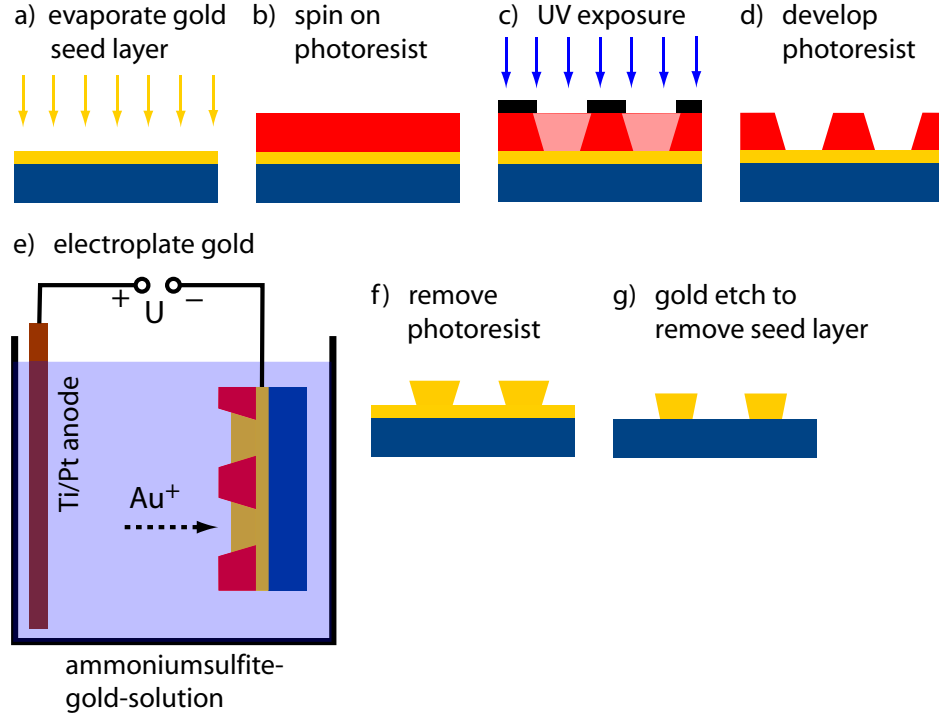 a) evaporate gold
seed layer
b) spin on
photoresist
c) UV exposure
d) develop
photoresist
e) electroplate gold
+ U −
Ti/Pt anode
Au⁺
ammoniumsulfite-
gold-solution
f) remove
photoresist
g) gold etch to
remove seed layer